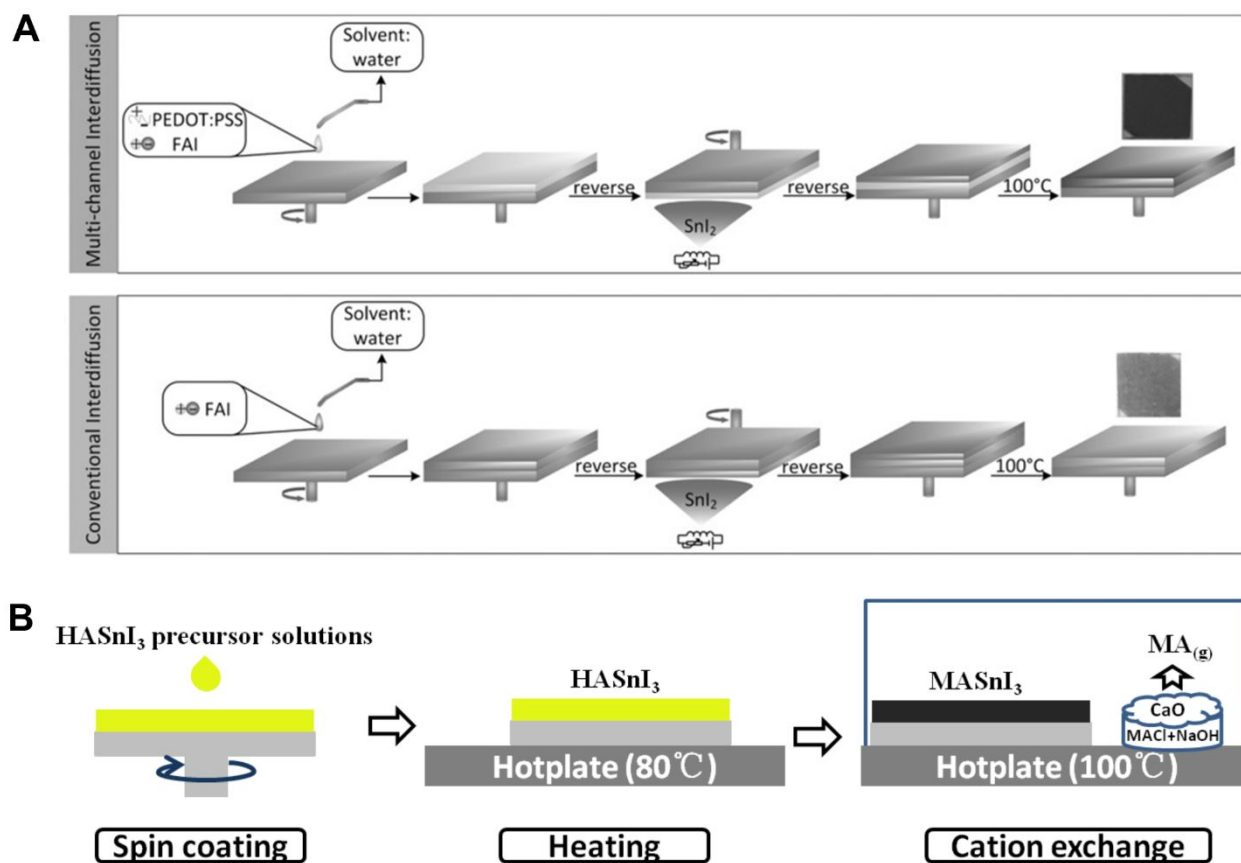 A
Multi-channel Interdiffusion
Solvent:
water
+
- PEDOT:PSS
FAI
reverse
SnI₂
reverse
100°C
Conventional Interdiffusion
Solvent:
water
FAI
reverse
SnI₂
reverse
100°C
B
HASnI₃ precursor solutions
HASnI₃
MASnI₃
MA(g)
CaO
MACl+NaOH
Hotplate (80℃)
Hotplate (100℃)
Spin coating
Heating
Cation exchange